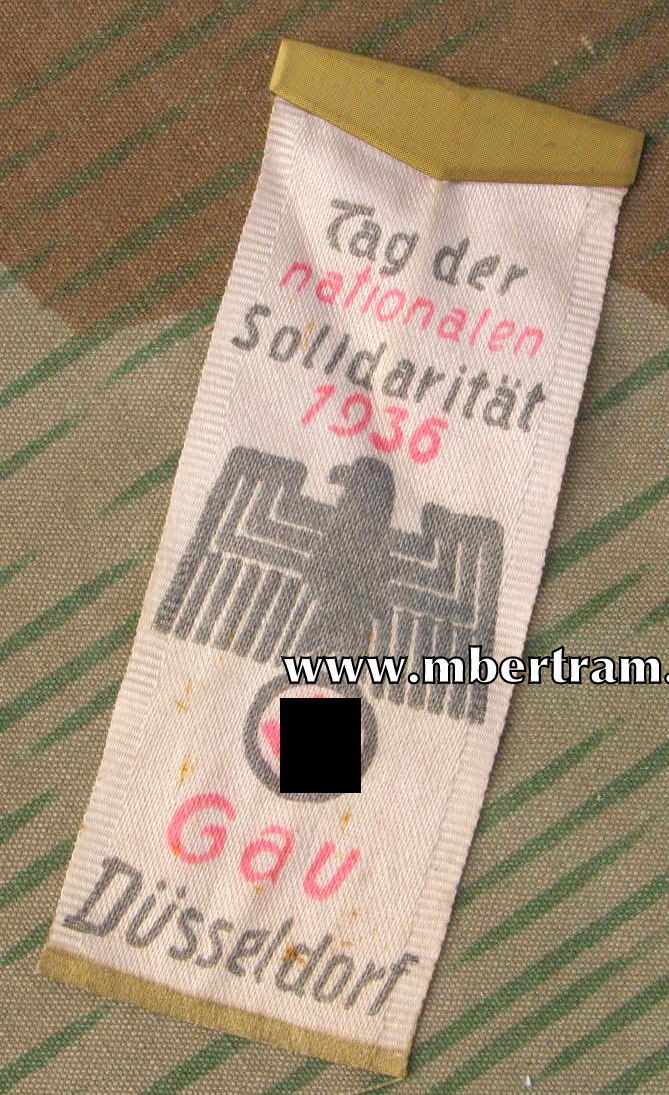 Tag der
nationalen
Solidarität
1936
www.mbertram.
Gau
Düsseldorf